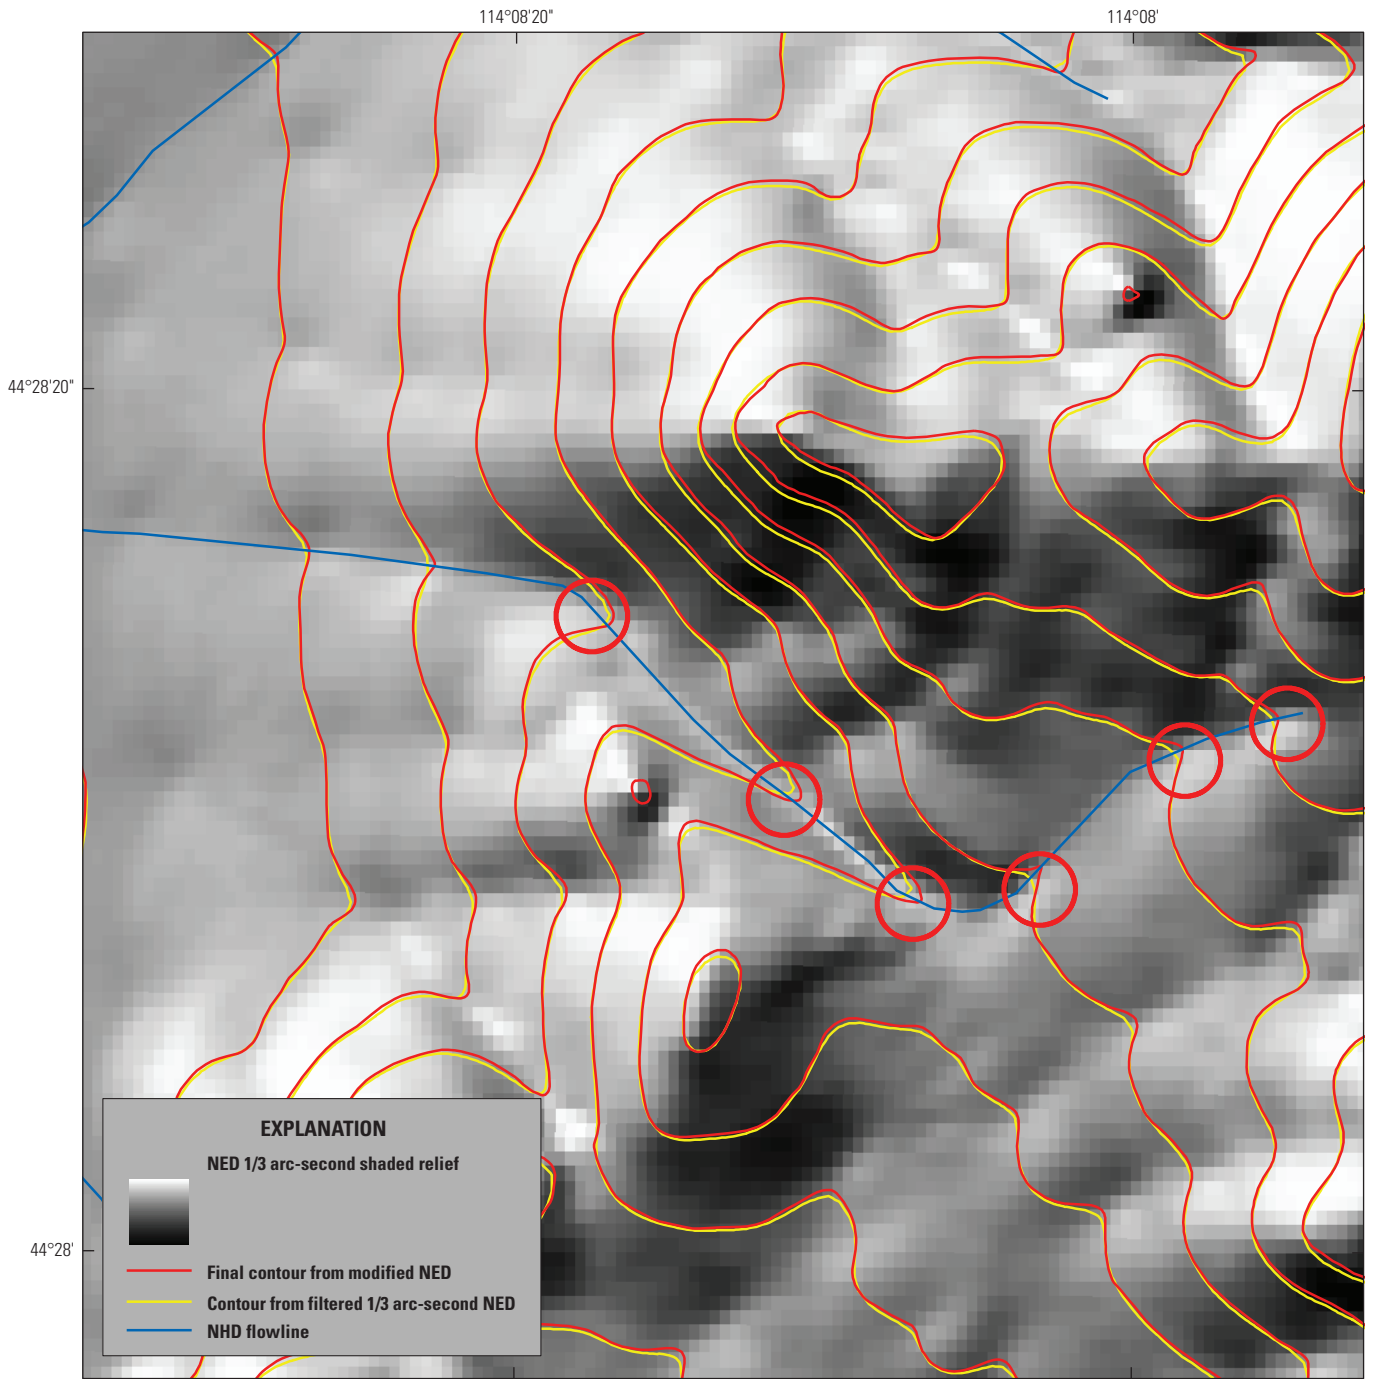 114°08'20"
114°08'
44°28'20"
44°28'
EXPLANATION
NED 1/3 arc-second shaded relief
Final contour from modified NED
Contour from filtered 1/3 arc-second NED
NHD flowline